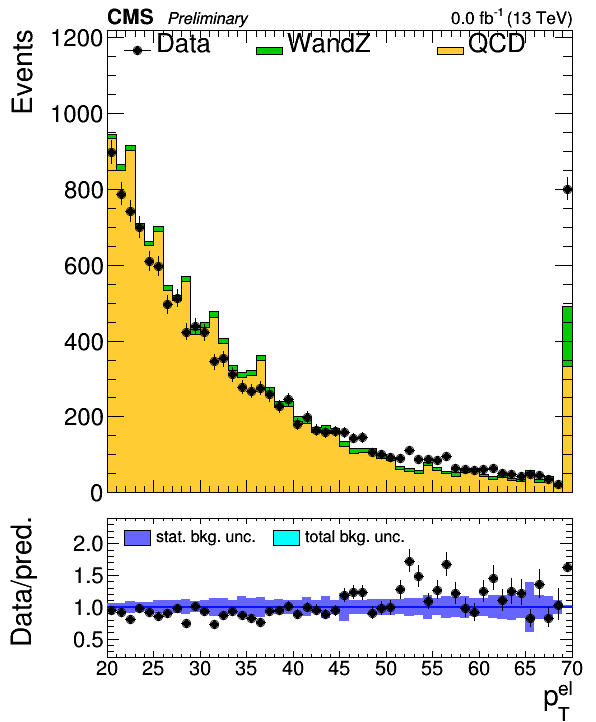 CMS Preliminary 0.0 fb-1 (13 TeV)
Events
Data WandZ QCD
1200
1000
800
600
400
200
0
Data/pred.
stat. bkg. unc. total bkg. unc.
2.0
1.5
1.0
0.5
20 25 30 35 40 45 50 55 60 65 70
p_T^el